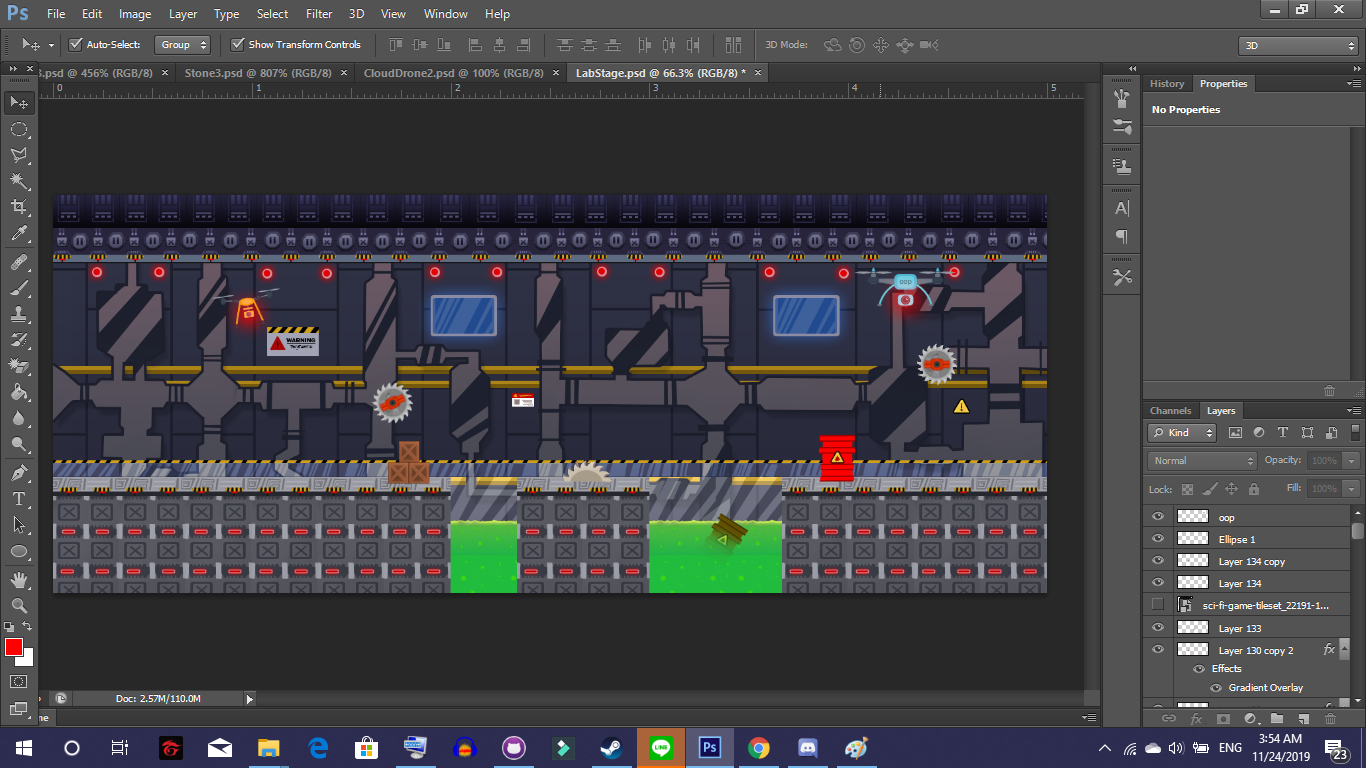 Ps File Edit Image Layer Type Select Filter 3D View Window Help
Auto-Select: Group Show Transform Controls 3D Mode: 3D
3.psd @ 456% (RGB/8) × Stone3.psd @ 807% (RGB/8) × CloudDrone2.psd @ 100% (RGB/8) × LabStage.psd @ 66.3% (RGB/8) * ×
0 1 2 3 4 5
History Properties
No Properties
oop
WARNING
Channels Layers
Kind
Normal Opacity: 100%
Lock: Fill: 100%
oop
Ellipse 1
Layer 134 copy
Layer 134
sci-fi-game-tileset_22191-1...
Layer 133
Layer 130 copy 2 fx
Effects
Gradient Overlay
Doc: 2.57M/110.0M
ne
LINE Ps ENG 3:54 AM
11/24/2019 23